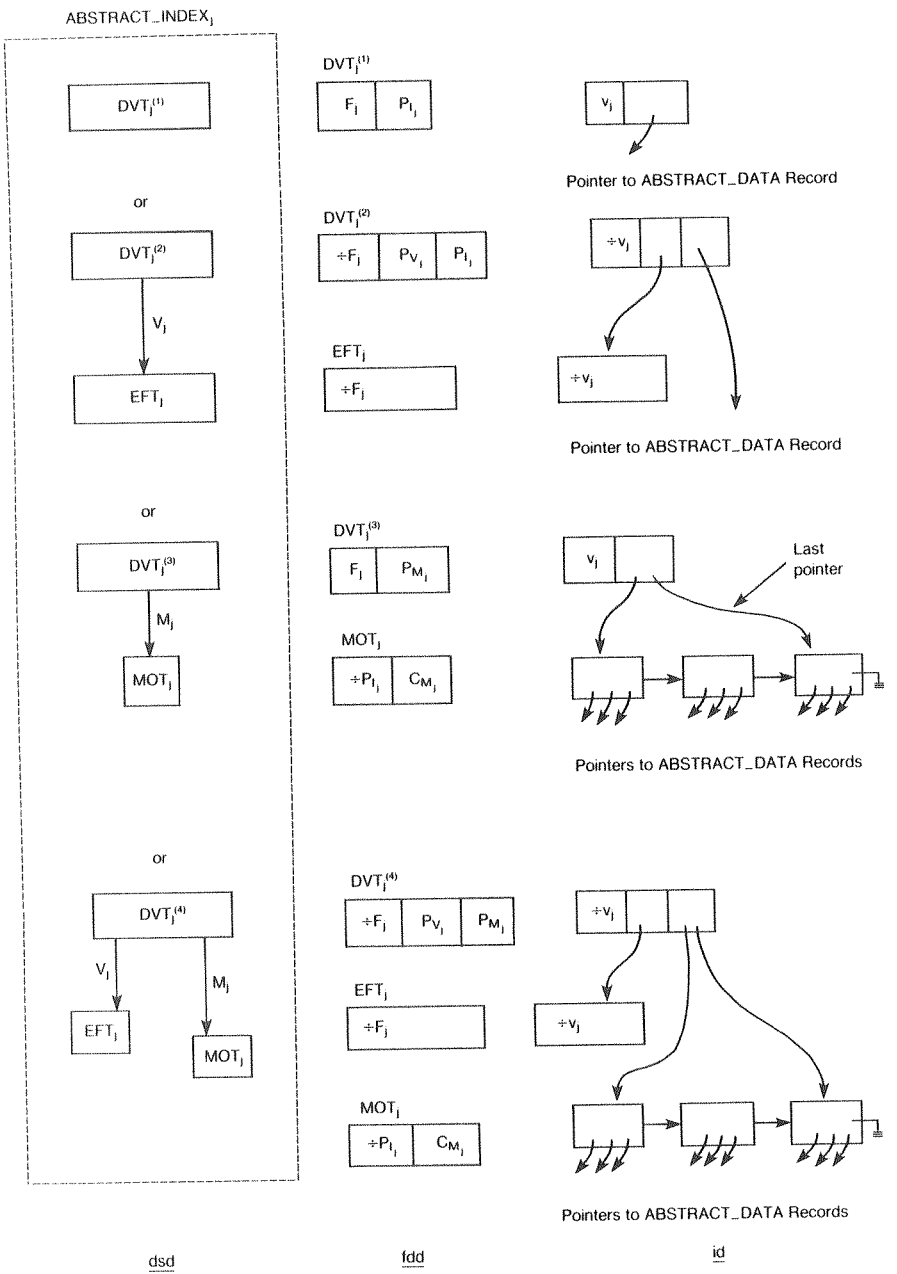 ABSTRACT_INDEXj
DVTj(1)
DVTj(1)
Fj PIj
vj
Pointer to ABSTRACT_DATA Record
or
DVTj(2)
DVTj(2)
÷Fj PVj PIj
÷vj
Vj
EFTj
EFTj
÷Fj
÷vj
Pointer to ABSTRACT_DATA Record
or
DVTj(3)
DVTj(3)
Fj PMj
vj
Last
pointer
Mj
MOTj
MOTj
÷PIj CMj
Pointers to ABSTRACT_DATA Records
or
DVTj(4)
DVTj(4)
÷Fj PVj PMj
÷vj
Vj
Mj
EFTj
MOTj
EFTj
÷Fj
÷vj
MOTj
÷PIj CMj
Pointers to ABSTRACT_DATA Records
dsd
fdd
id